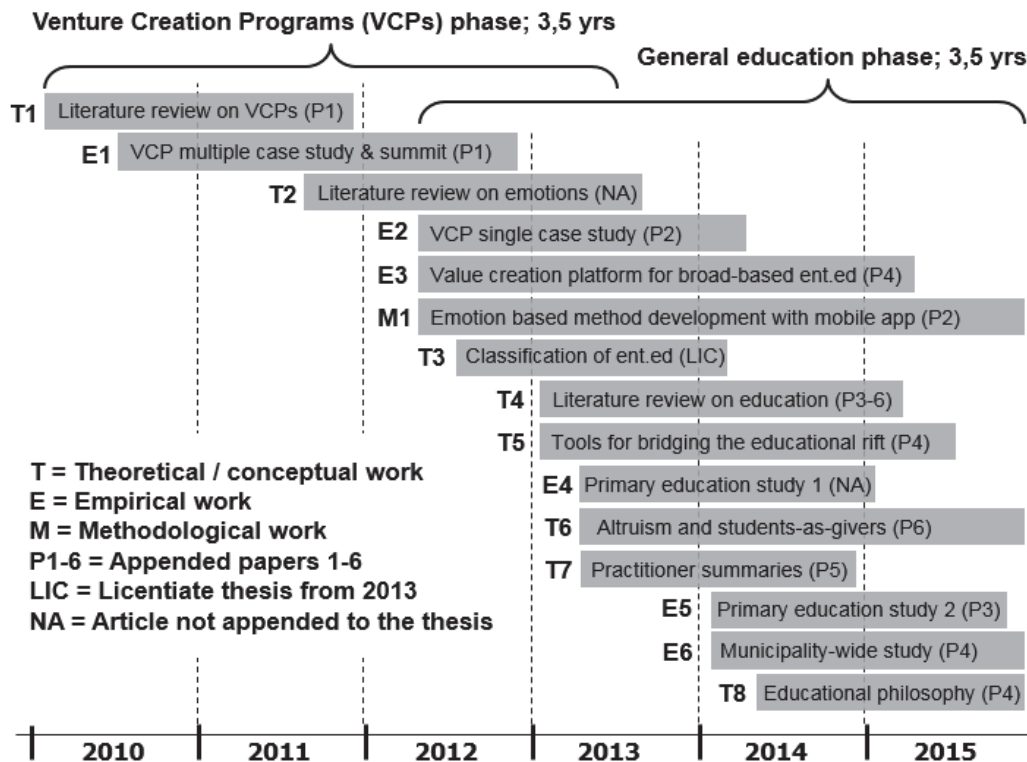 Venture Creation Programs (VCPs) phase; 3,5 yrs
General education phase; 3,5 yrs
T1 Literature review on VCPs (P1)
E1 VCP multiple case study & summit (P1)
T2 Literature review on emotions (NA)
E2 VCP single case study (P2)
E3 Value creation platform for broad-based ent.ed (P4)
M1 Emotion based method development with mobile app (P2)
T3 Classification of ent.ed (LIC)
T4 Literature review on education (P3-6)
T5 Tools for bridging the educational rift (P4)
E4 Primary education study 1 (NA)
T6 Altruism and students-as-givers (P6)
T7 Practitioner summaries (P5)
E5 Primary education study 2 (P3)
E6 Municipality-wide study (P4)
T8 Educational philosophy (P4)
T = Theoretical / conceptual work
E = Empirical work
M = Methodological work
P1-6 = Appended papers 1-6
LIC = Licentiate thesis from 2013
NA = Article not appended to the thesis
2010 2011 2012 2013 2014 2015